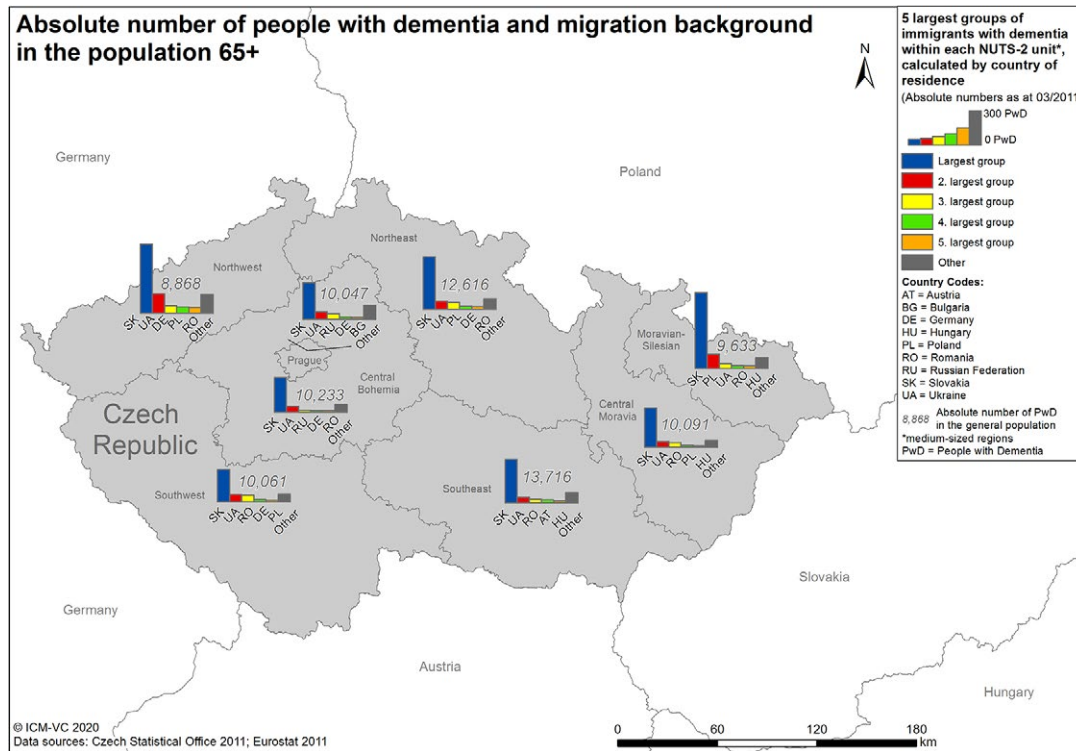 Absolute number of people with dementia and migration background
in the population 65+
N
5 largest groups of
immigrants with dementia
within each NUTS-2 unit*,
calculated by country of
residence
(Absolute numbers as at 03/2011)
300 PwD
0 PwD
Largest group
2. largest group
3. largest group
4. largest group
5. largest group
Other
Country Codes:
AT = Austria
BG = Bulgaria
DE = Germany
HU = Hungary
PL = Poland
RO = Romania
RU = Russian Federation
SK = Slovakia
UA = Ukraine
8,868 Absolute number of PwD
in the general population
*medium-sized regions
PwD = People with Dementia
Germany
Poland
Northwest
8,868
SK UA DE PL RO Other
Northeast
12,616
SK UA PL DE RO Other
10,047
SK UA RU DE BG Other
Prague
Central
Bohemia
10,233
SK UA RU DE RO Other
Moravian-
Silesian
9,633
SK PL UA RO HU Other
Central
Moravia
10,091
SK UA RO PL HU Other
Czech
Republic
Southwest
10,061
SK UA RO DE PL Other
Southeast
13,716
SK UA RO AT HU Other
Germany
Austria
Slovakia
Hungary
© ICM-VC 2020
Data sources: Czech Statistical Office 2011; Eurostat 2011
0 60 120 180
km